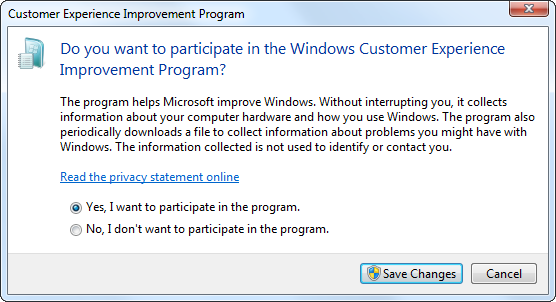 Customer Experience Improvement Program
Do you want to participate in the Windows Customer Experience
Improvement Program?
The program helps Microsoft improve Windows. Without interrupting you, it collects
information about your computer hardware and how you use Windows. The program also
periodically downloads a file to collect information about problems you might have with
Windows. The information collected is not used to identify or contact you.
Read the privacy statement online
Yes, I want to participate in the program.
No, I don't want to participate in the program.
Save Changes
Cancel